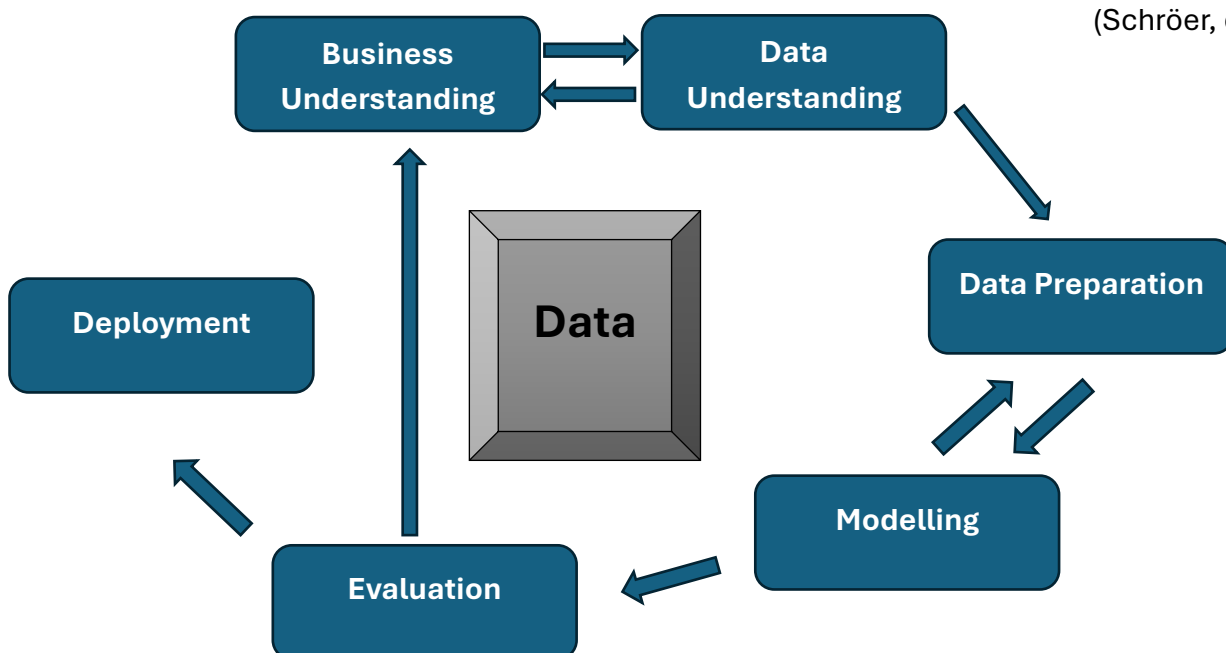 (Schröer,
Business
Understanding
Data
Understanding
Data Preparation
Data
Deployment
Modelling
Evaluation